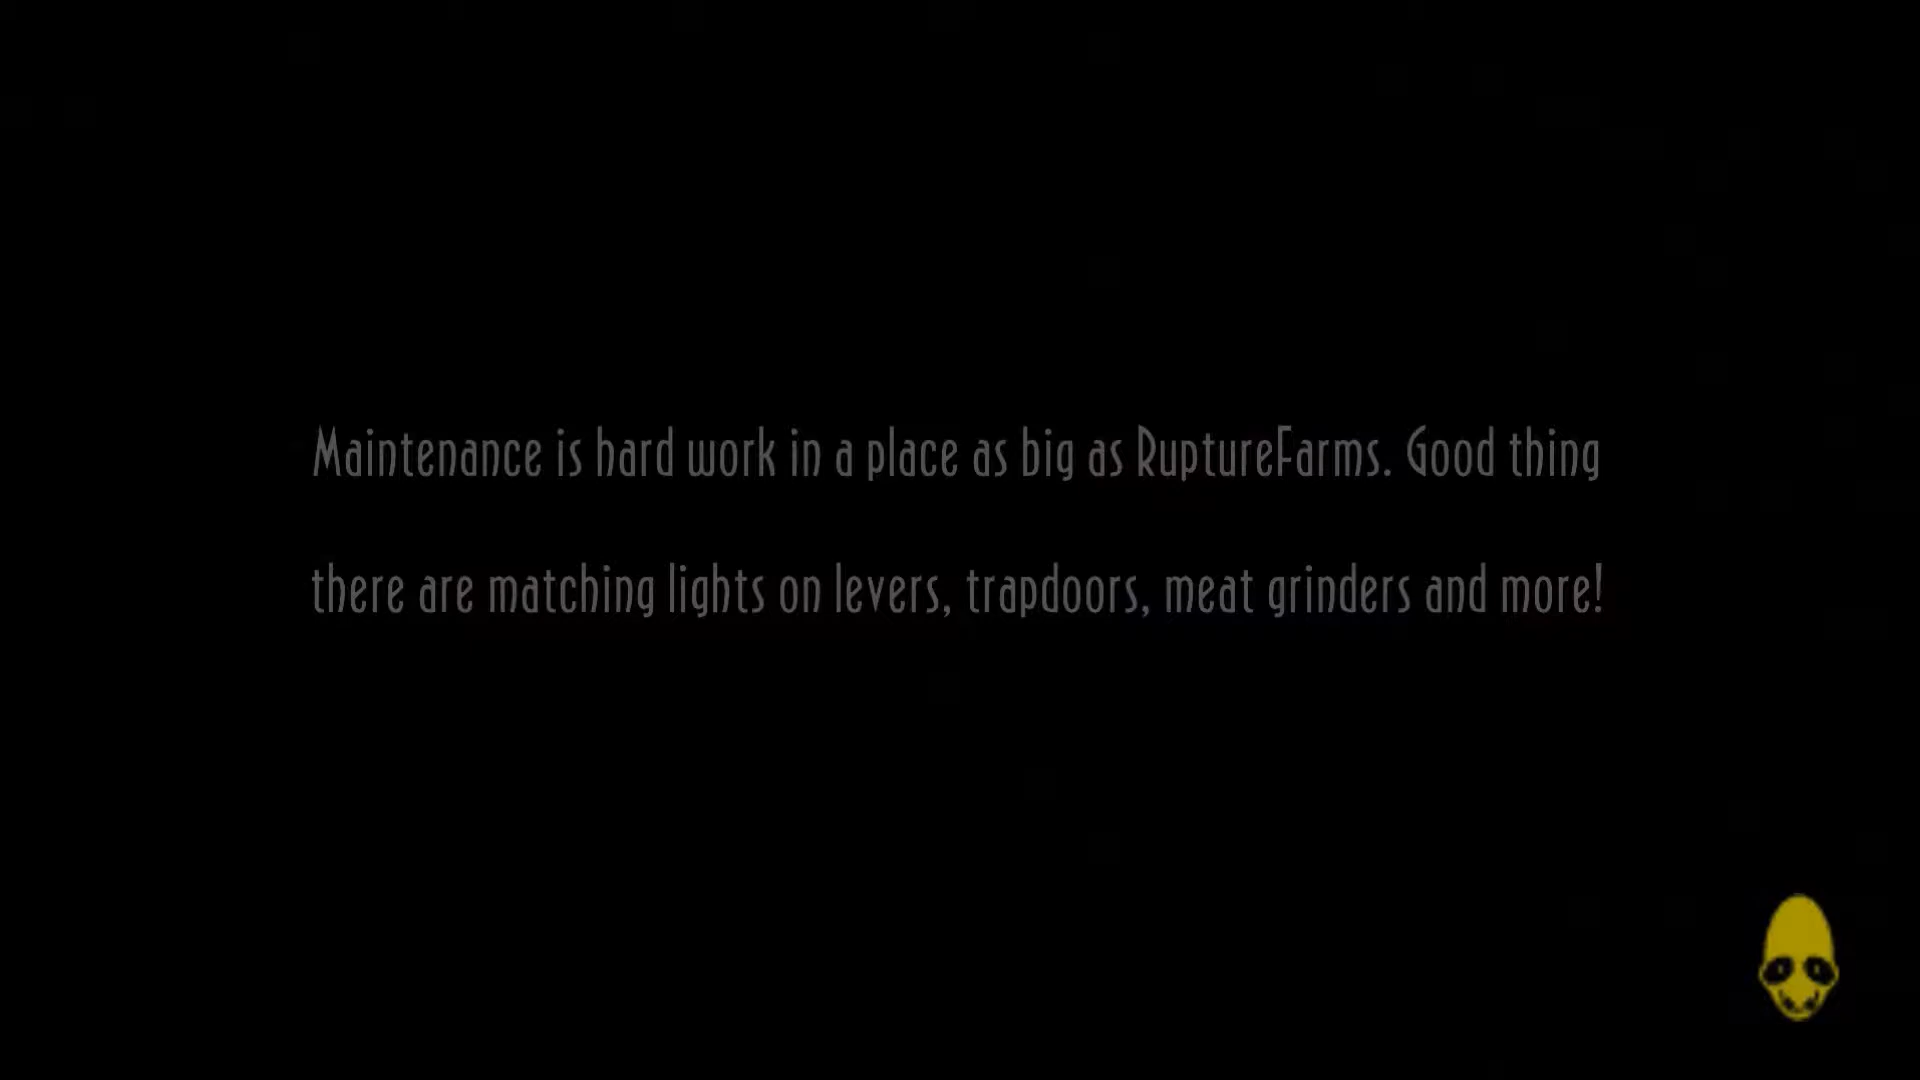 Maintenance is hard work in a place as big as RuptureFarms. Good thing
there are matching lights on levers, trapdoors, meat grinders and more!